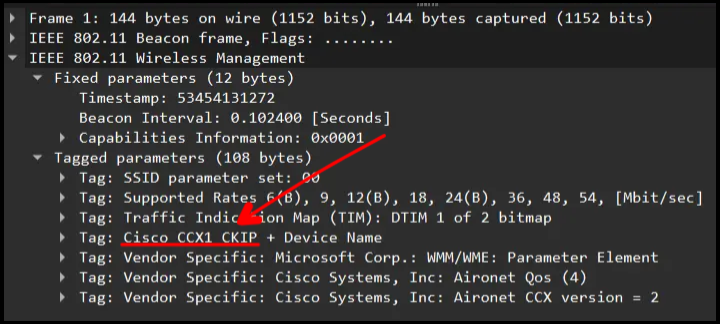 Frame 1: 144 bytes on wire (1152 bits), 144 bytes captured (1152 bits)
IEEE 802.11 Beacon frame, Flags: ........
IEEE 802.11 Wireless Management
Fixed parameters (12 bytes)
Timestamp: 53454131272
Beacon Interval: 0.102400 [Seconds]
Capabilities Information: 0x0001
Tagged parameters (108 bytes)
Tag: SSID parameter set: 00
Tag: Supported Rates 6(B), 9, 12(B), 18, 24(B), 36, 48, 54, [Mbit/sec]
Tag: Traffic Indication Map (TIM): DTIM 1 of 2 bitmap
Tag: Cisco CCX1 CKIP + Device Name
Tag: Vendor Specific: Microsoft Corp.: WMM/WME: Parameter Element
Tag: Vendor Specific: Cisco Systems, Inc: Aironet Qos (4)
Tag: Vendor Specific: Cisco Systems, Inc: Aironet CCX version = 2